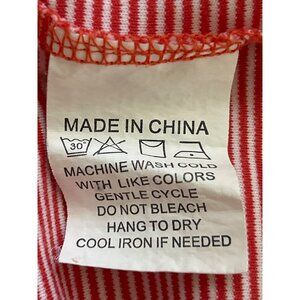 MADE IN CHINA
30°
MACHINE WASH COLD
WITH LIKE COLORS
GENTLE CYCLE
DO NOT BLEACH
HANG TO DRY
COOL IRON IF NEEDED